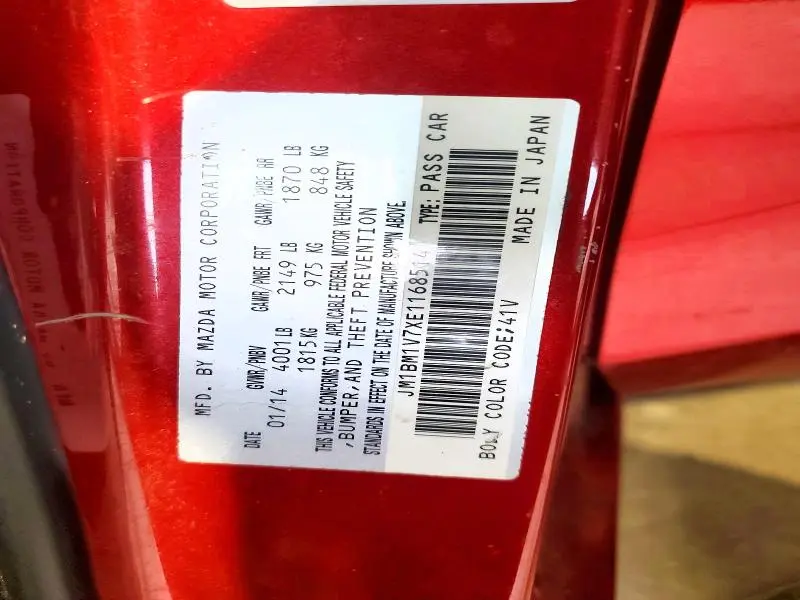 MFD. BY MAZDA MOTOR CORPORATION
DATE GVWR/PNBV GAWR/PNBE FRT GAWR/PNBE RR
01/14 4001LB 2149 LB 1870 LB
1815KG 975 KG 848 KG
THIS VEHICLE CONFORMS TO ALL APPLICABLE FEDERAL MOTOR VEHICLE SAFETY
,BUMPER,AND THEFT PREVENTION
STANDARDS IN EFFECT ON THE DATE OF MANUFACTURE SHOWN ABOVE.
JM1BM1V7XE1168514 TYPE: PASS CAR
BODY COLOR CODE;41V MADE IN JAPAN